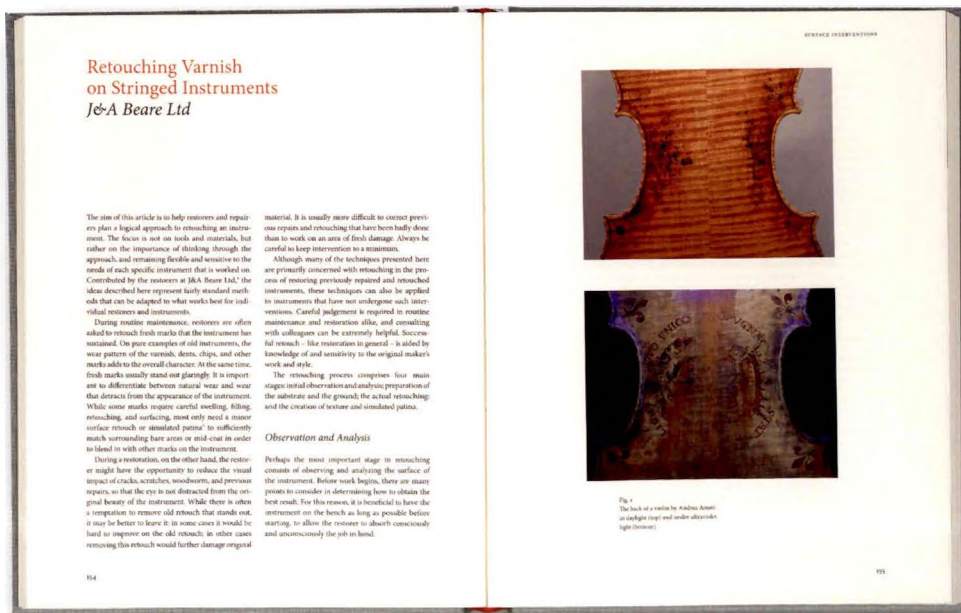 Retouching Varnish
on Stringed Instruments
J&A Beare Ltd
The aim of this article is to help restorers and repair-
ers plan a logical approach to retouching an instru-
ment. The focus is not on tools and materials, but
rather on the importance of thinking through the
approach, and remaining flexible and sensitive to the
needs of each specific instrument that is worked on.
Contributed by the restorers at J&A Beare Ltd, the
ideas described here represent fairly standard meth-
ods that can be adapted to what works best for indi-
vidual restorers and instruments.
During routine maintenance, restorers are often
asked to retouch fresh marks that the instrument has
sustained. On pure examples of old instruments, the
wear pattern of the varnish, dents, chips, and other
marks adds to the overall character. At the same time,
fresh marks usually stand out glaringly. It is import-
ant to differentiate between natural wear and wear
that detracts from the appearance of the instrument.
While some marks require careful swelling, filling,
retouching, and surfacing, most only need a minor
surface retouch or simulated patina to sufficiently
match surrounding bare areas or mid-coat in order
to blend in with other marks on the instrument.
During a restoration, on the other hand, the restor-
er might have the opportunity to reduce the visual
impact of cracks, scratches, woodworm, and previous
repairs, so that the eye is not distracted from the ori-
ginal beauty of the instrument. While there is often
a temptation to remove old retouch that stands out,
it may be better to leave it: in some cases it would be
hard to improve on the old retouch; in other cases
removing this retouch would further damage original
material. It is usually more difficult to correct previ-
ous repairs and retouching that have been badly done
than to work on an area of fresh damage. Always be
careful to keep intervention to a minimum.
Although many of the techniques presented here
are primarily concerned with retouching in the pro-
cess of restoring previously repaired and retouched
instruments, these techniques can also be applied
to instruments that have not undergone such inter-
ventions. Careful judgement is required in routine
maintenance and restoration alike, and consulting
with colleagues can be extremely helpful. Success-
ful retouch – like restoration in general – is aided by
knowledge of and sensitivity to the original maker's
work and style.
The retouching process comprises four main
stages: initial observation and analysis; preparation of
the substrate and the ground; the actual retouching;
and the creation of texture and simulated patina.
Observation and Analysis
Perhaps the most important stage in retouching
consists of observing and analyzing the surface of
the instrument. Before work begins, there are many
points to consider in determining how to obtain the
best result. For this reason, it is beneficial to have the
instrument on the bench as long as possible before
starting, to allow the restorer to absorb consciously
and unconsciously the job in hand.
154
SURFACE INTERVENTIONS
Fig. 1
The back of a violin by Andrea Amati
in daylight (top) and under ultraviolet
light (bottom)
155